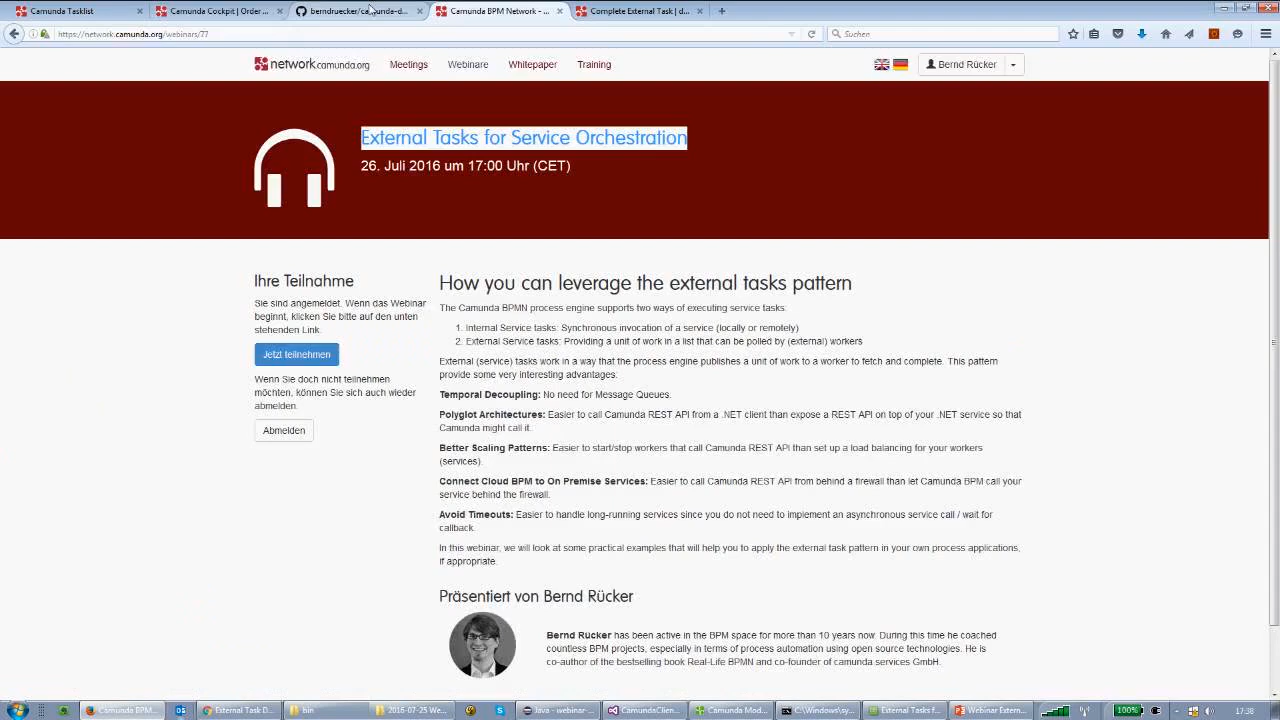 Camunda Tasklist
Camunda Cockpit | Order ...
berndruecker/camunda-d...
Camunda BPM Network - ...
Complete External Task | d...
https://network.camunda.org/webinars/77
Suchen
network.camunda.org
Meetings
Webinare
Whitepaper
Training
Bernd Rücker
External Tasks for Service Orchestration
26. Juli 2016 um 17:00 Uhr (CET)
Ihre Teilnahme
Sie sind angemeldet. Wenn das Webinar
beginnt, klicken Sie bitte auf den unten
stehenden Link.
Jetzt teilnehmen
Wenn Sie doch nicht teilnehmen
möchten, können Sie sich auch wieder
abmelden.
Abmelden
How you can leverage the external tasks pattern
The Camunda BPMN process engine supports two ways of executing service tasks:
1. Internal Service tasks: Synchronous invocation of a service (locally or remotely)
2. External Service tasks: Providing a unit of work in a list that can be polled by (external) workers
External (service) tasks work in a way that the process engine publishes a unit of work to a worker to fetch and complete. This pattern
provide some very interesting advantages:
Temporal Decoupling: No need for Message Queues.
Polyglot Architectures: Easier to call Camunda REST API from a .NET client than expose a REST API on top of your .NET service so that
Camunda might call it.
Better Scaling Patterns: Easier to start/stop workers that call Camunda REST API than set up a load balancing for your workers
(services).
Connect Cloud BPM to On Premise Services: Easier to call Camunda REST API from behind a firewall than let Camunda BPM call your
service behind the firewall.
Avoid Timeouts: Easier to handle long-running services since you do not need to implement an asynchronous service call / wait for
callback.
In this webinar, we will look at some practical examples that will help you to apply the external task pattern in your own process applications,
if appropriate.
Präsentiert von Bernd Rücker
Bernd Rücker has been active in the BPM space for more than 10 years now. During this time he coached
countless BPM projects, especially in terms of process automation using open source technologies. He is
co-author of the bestselling book Real-Life BPMN and co-founder of camunda services GmbH.
Camunda BPM...
External Task D...
bin
2016-07-25 We...
Java - webinar-...
CamundaClien...
Camunda Mod...
C:\Windows\sy...
External Tasks f...
Webinar Extern...
100%
17:38